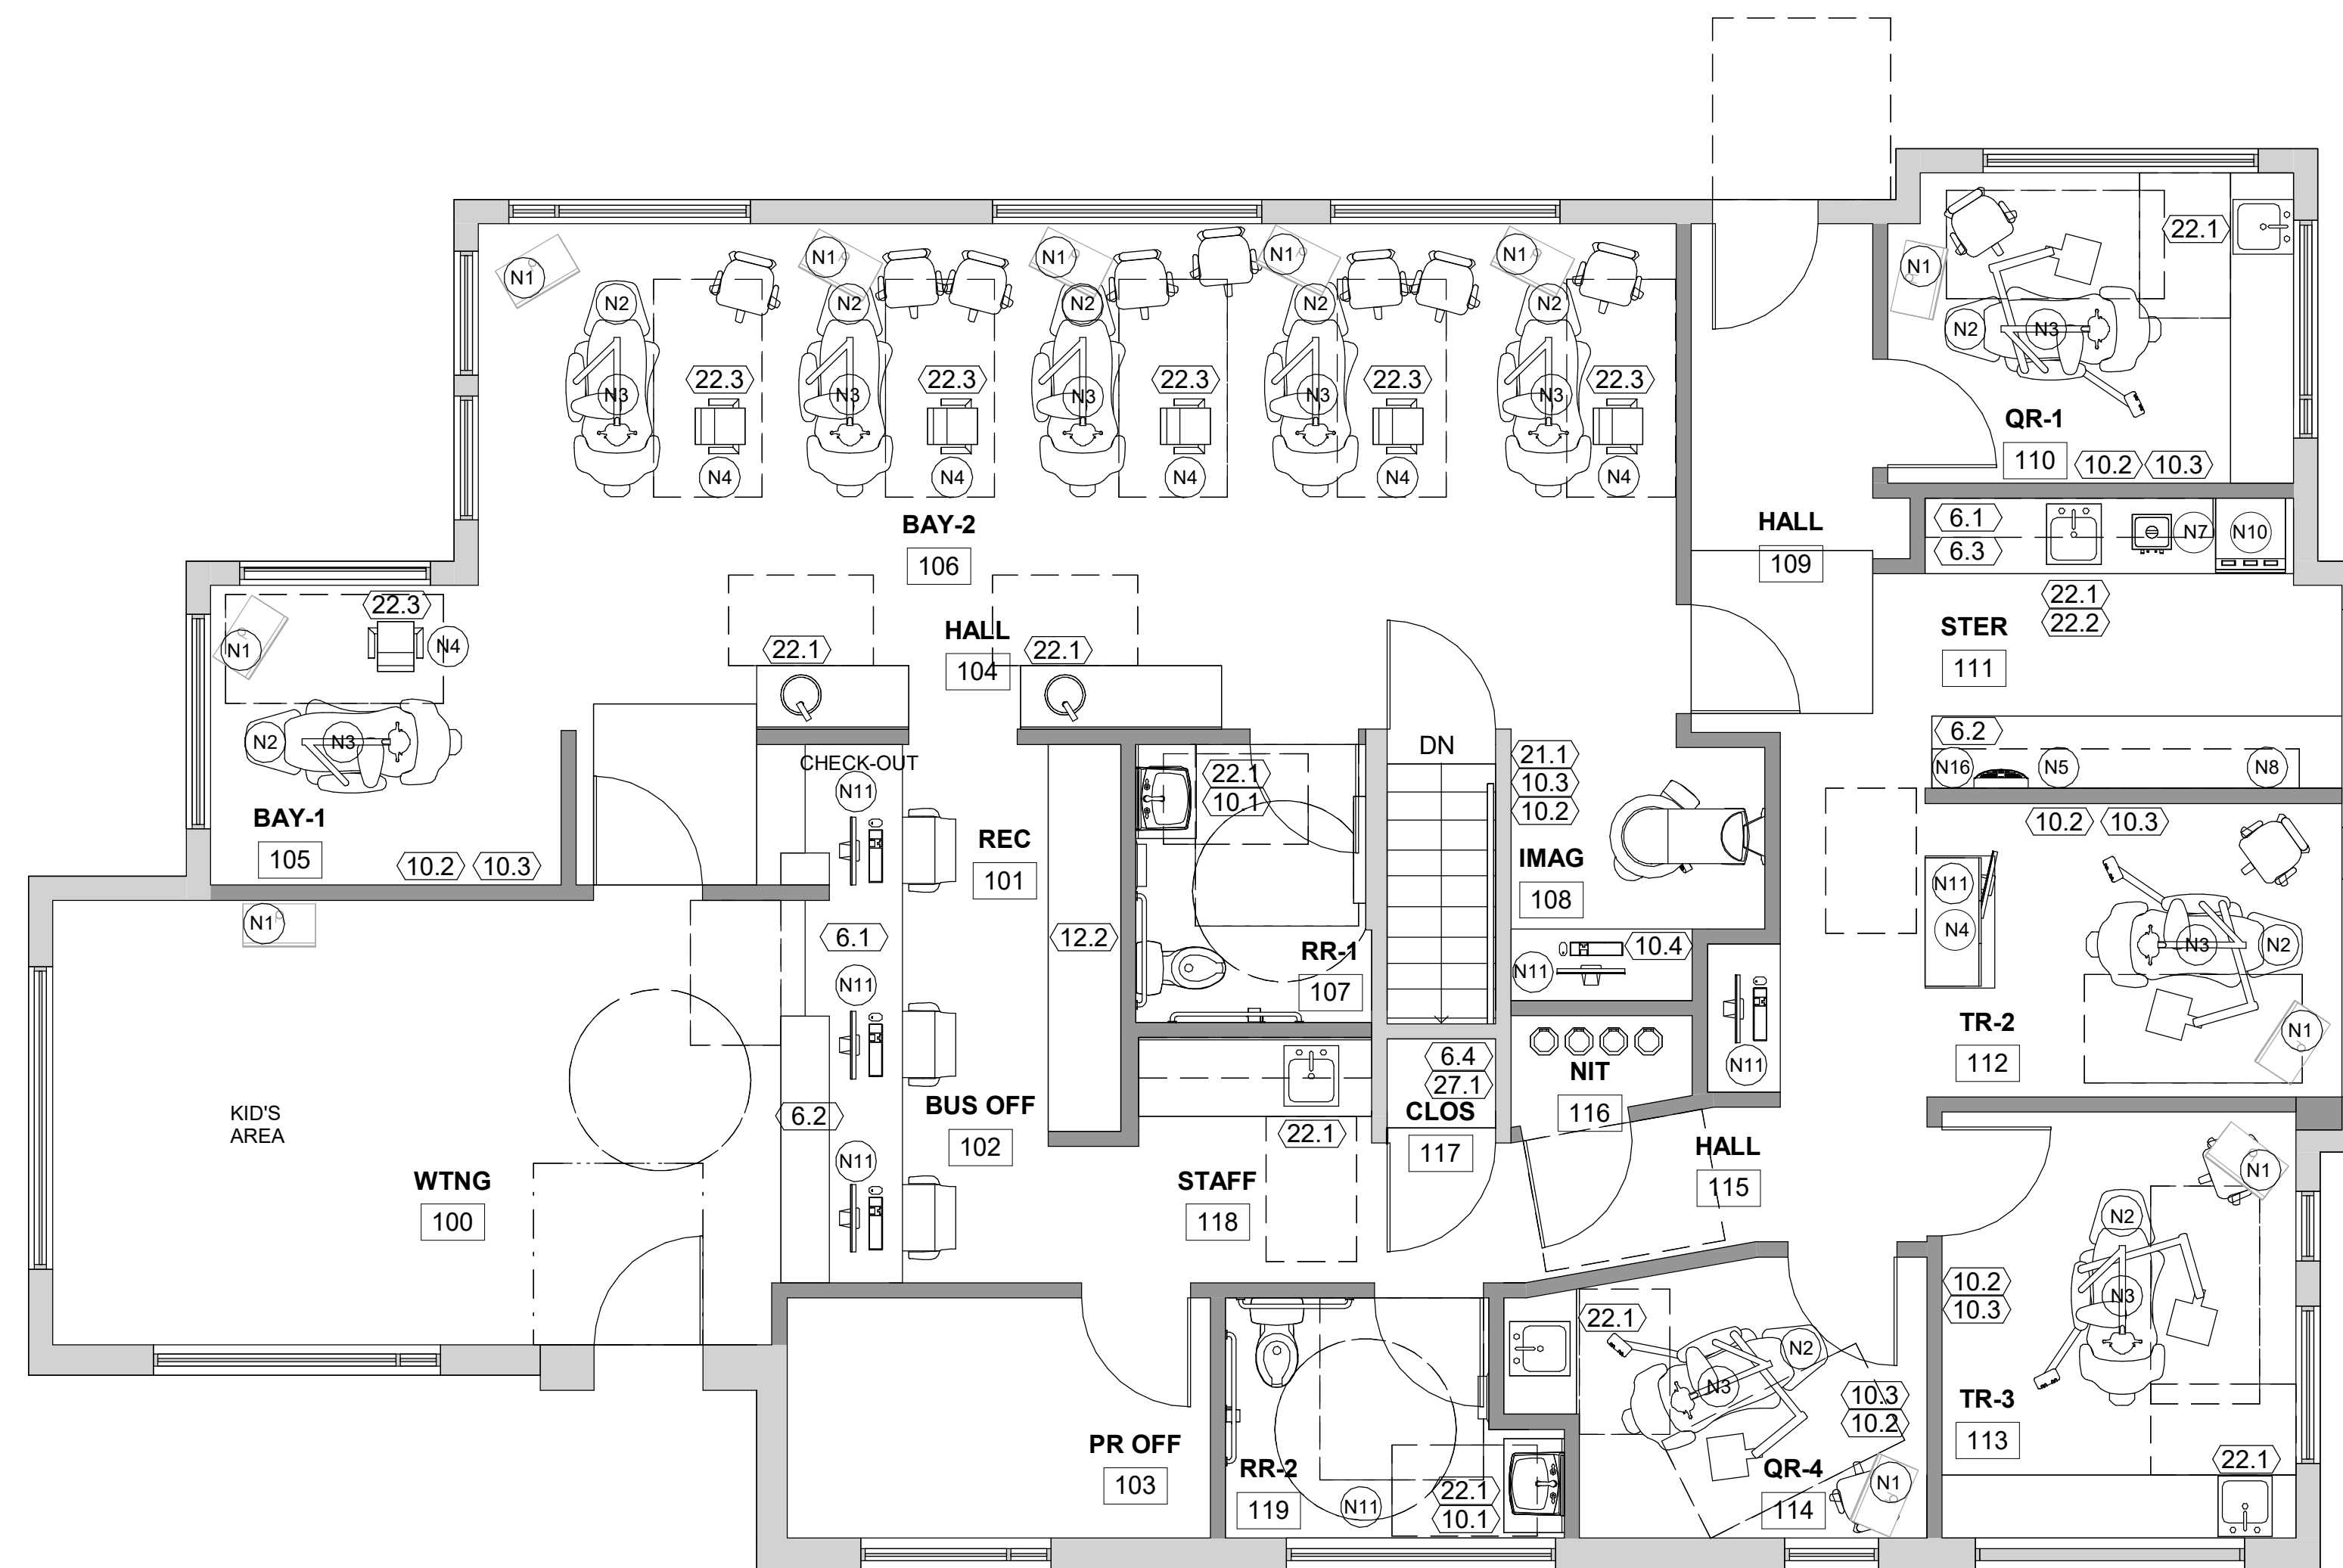 N1
N1
N1
N1
N1
N2
N2
N2
N2
N2
22.3
22.3
22.3
22.3
22.3
N3
N3
N3
N3
N3
N4
N4
N4
N4
N4
BAY-2
106
N1
22.1
N2
N3
QR-1
110
10.2
10.3
HALL
109
6.1
6.3
N7
N10
22.1
22.2
STER
111
6.2
N16
N5
N8
22.3
N1
N4
N2
N3
BAY-1
105
10.2
10.3
HALL
104
22.1
22.1
CHECK-OUT
N11
REC
101
6.1
12.2
N11
22.1
10.1
RR-1
107
DN
21.1
10.3
10.2
IMAG
108
10.4
N11
N11
10.2
10.3
N11
N4
N3
N2
N1
TR-2
112
N1
KID'S
AREA
WTNG
100
6.2
BUS OFF
102
N11
STAFF
118
22.1
6.4
27.1
CLOS
117
NIT
116
HALL
115
N1
N2
N3
10.2
10.3
TR-3
113
22.1
PR OFF
103
RR-2
119
N11
22.1
10.1
22.1
N2
N3
10.3
10.2
QR-4
114
N1